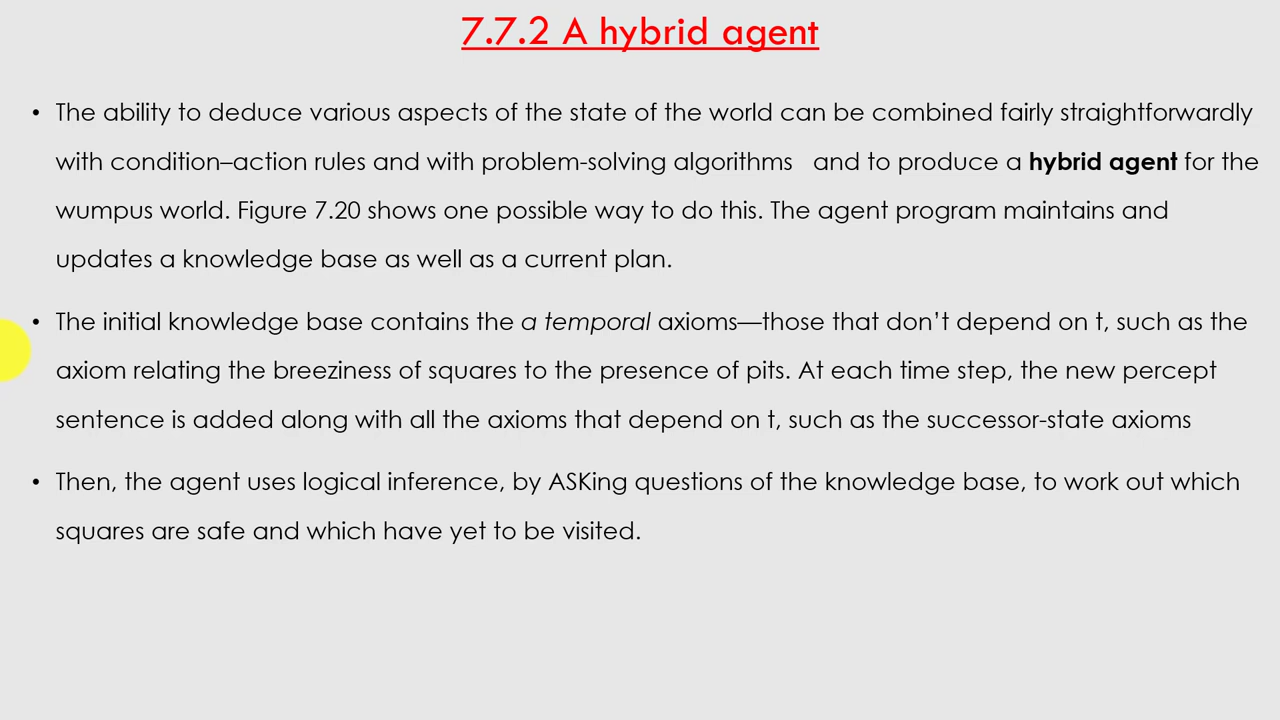 7.7.2 A hybrid agent
• The ability to deduce various aspects of the state of the world can be combined fairly straightforwardly
with condition–action rules and with problem-solving algorithms and to produce a hybrid agent for the
wumpus world. Figure 7.20 shows one possible way to do this. The agent program maintains and
updates a knowledge base as well as a current plan.
• The initial knowledge base contains the a temporal axioms—those that don’t depend on t, such as the
axiom relating the breeziness of squares to the presence of pits. At each time step, the new percept
sentence is added along with all the axioms that depend on t, such as the successor-state axioms
• Then, the agent uses logical inference, by ASKing questions of the knowledge base, to work out which
squares are safe and which have yet to be visited.